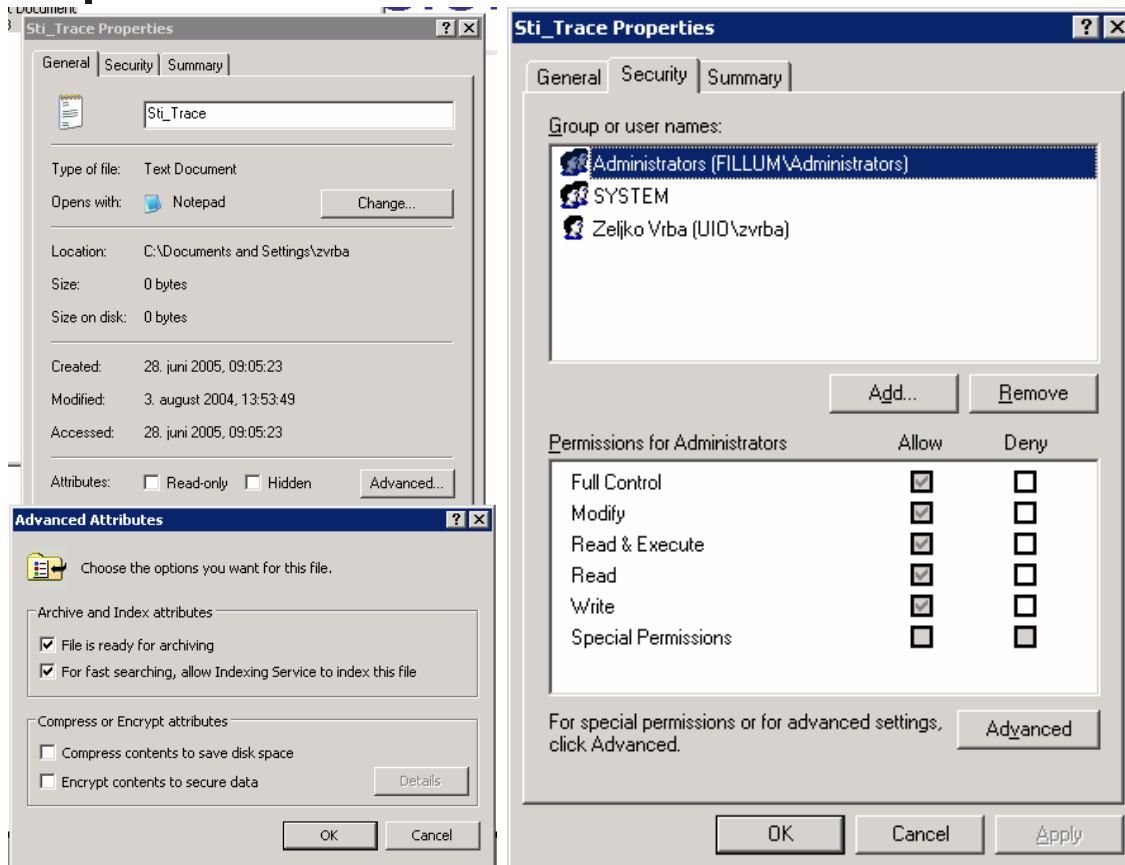 t Document
Sti_Trace Properties
General Security Summary
Sti_Trace
Type of file: Text Document
Opens with: Notepad Change...
Location: C:\Documents and Settings\zvrba
Size: 0 bytes
Size on disk: 0 bytes
Created: 28. juni 2005, 09:05:23
Modified: 3. august 2004, 13:53:49
Accessed: 28. juni 2005, 09:05:23
Attributes: Read-only Hidden Advanced...
Advanced Attributes
Choose the options you want for this file.
Archive and Index attributes
File is ready for archiving
For fast searching, allow Indexing Service to index this file
Compress or Encrypt attributes
Compress contents to save disk space
Encrypt contents to secure data Details
OK Cancel
Sti_Trace Properties
General Security Summary
Group or user names:
Administrators (FILLUM\Administrators)
SYSTEM
Zeljko Vrba (UIO\zvrba)
Add... Remove
Permissions for Administrators Allow Deny
Full Control
Modify
Read & Execute
Read
Write
Special Permissions
For special permissions or for advanced settings,
click Advanced. Advanced
OK Cancel Apply